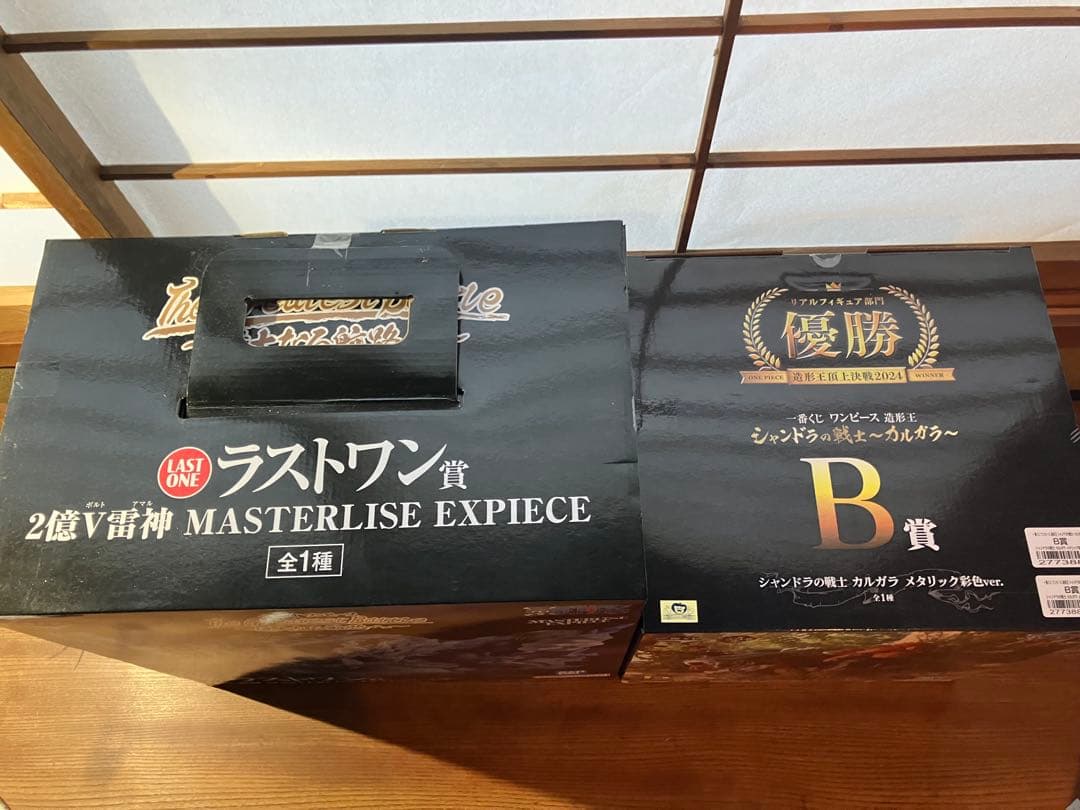 LAST
ONE
ラストワン賞
ボルト アマル
2億V雷神 MASTERLISE EXPIECE
全1種
リアルフィギュア部門
優勝
ONE PIECE 造形王頂上決戦2024 WINNER
一番くじ ワンピース 造形王
シャンドラの戦士～カルガラ～
B賞
シャンドラの戦士 カルガラ メタリック彩色ver.
全1種
B賞
277388
B賞
277388